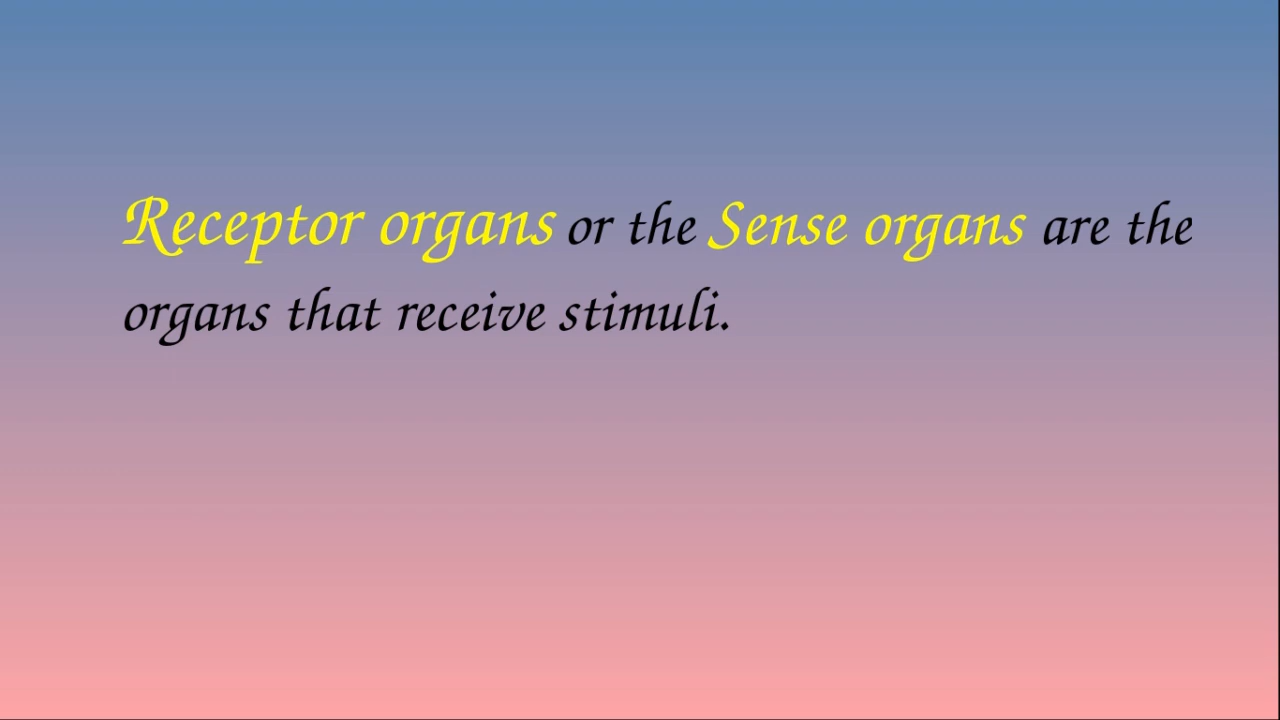 Receptor organs or the Sense organs are the
organs that receive stimuli.